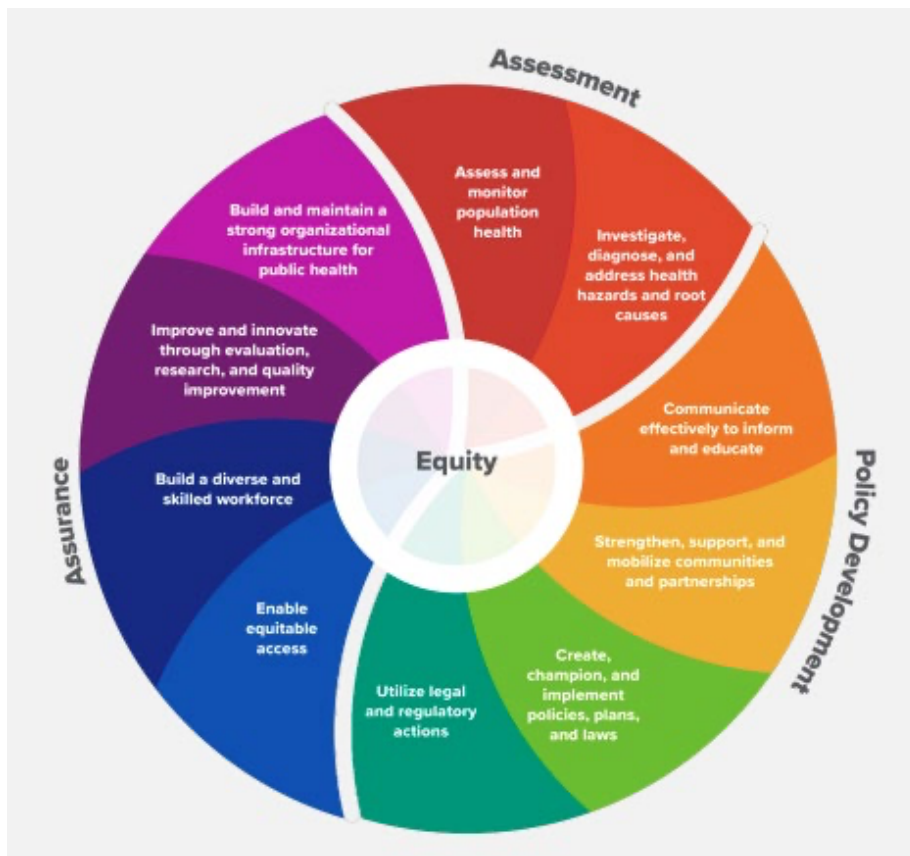 Assessment
Assess and
monitor
population
health
Investigate,
diagnose, and
address health
hazards and root
causes
Policy Development
Communicate
effectively to inform
and educate
Strengthen, support, and
mobilize communities
and partnerships
Create,
champion, and
implement
policies, plans,
and laws
Utilize legal
and regulatory
actions
Assurance
Enable
equitable
access
Build a diverse and
skilled workforce
Improve and innovate
through evaluation,
research, and quality
improvement
Build and maintain a
strong organizational
infrastructure for
public health
Equity